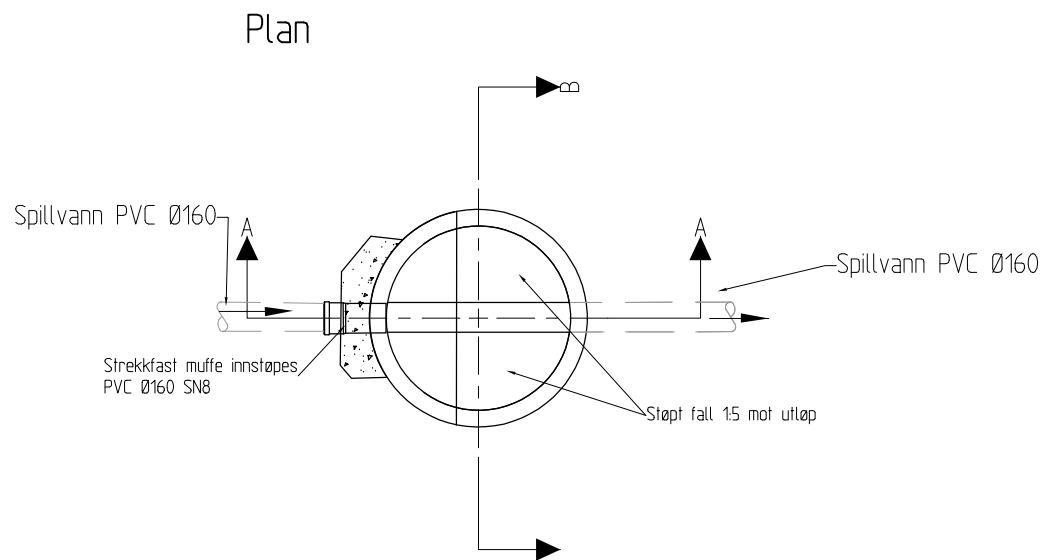 Plan
B
Spillvann PVC Ø160
A
A
Spillvann PVC Ø160
Strekkfast muffe innstøpes
PVC Ø160 SN8
Støpt fall 1:5 mot utløp